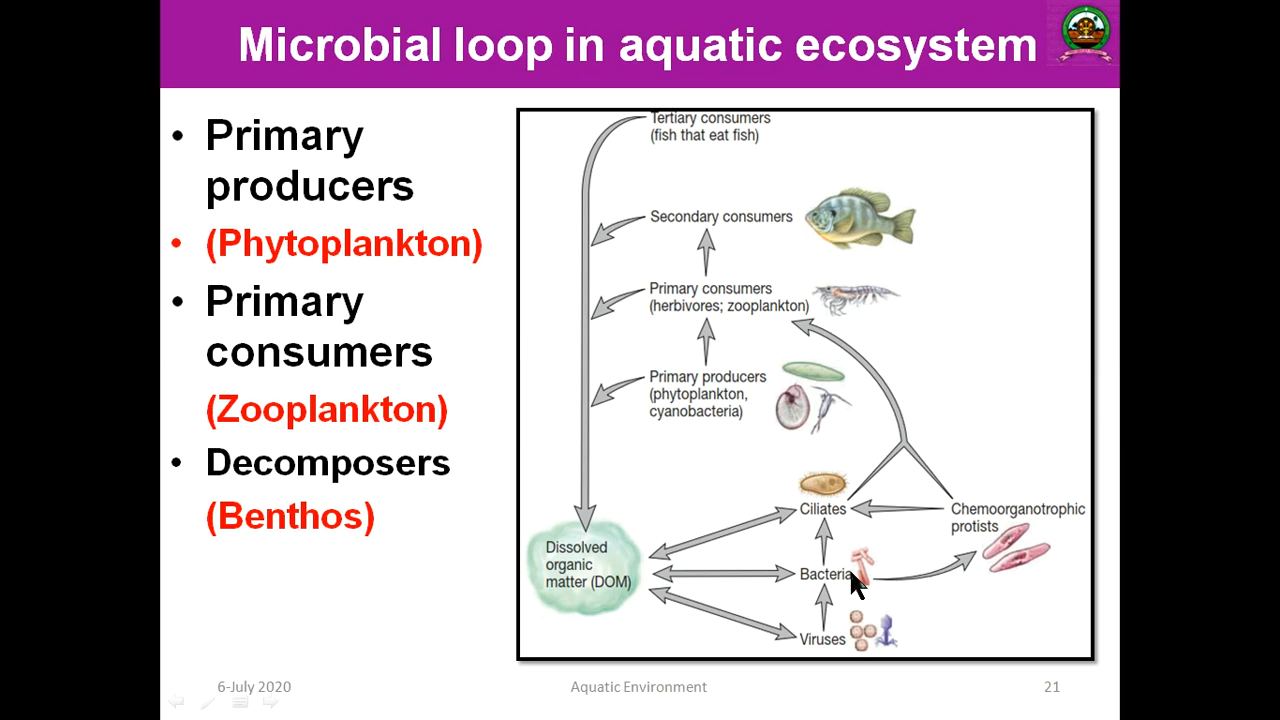 Microbial loop in aquatic ecosystem
• Primary
producers
• (Phytoplankton)
• Primary
consumers
(Zooplankton)
• Decomposers
(Benthos)
Tertiary consumers
(fish that eat fish)
Secondary consumers
Primary consumers
(herbivores; zooplankton)
Primary producers
(phytoplankton,
cyanobacteria)
Ciliates
Chemoorganotrophic
protists
Dissolved
organic
matter (DOM)
Bacteria
Viruses
6-July 2020
Aquatic Environment
21